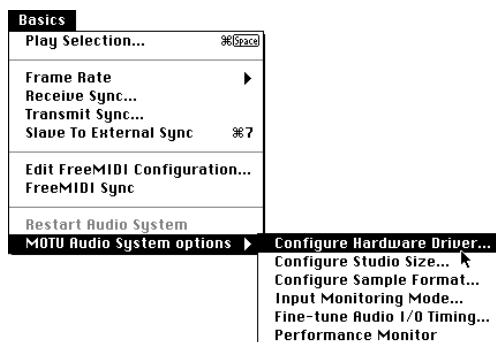 Basics
Play Selection... ⌘Space
Frame Rate ▶
Receive Sync...
Transmit Sync...
Slave To External Sync ⌘7
Edit FreeMIDI Configuration...
FreeMIDI Sync
Restart Audio System
MOTU Audio System options ▶
Configure Hardware Driver...
Configure Studio Size...
Configure Sample Format...
Input Monitoring Mode...
Fine-tune Audio I/O Timing...
Performance Monitor